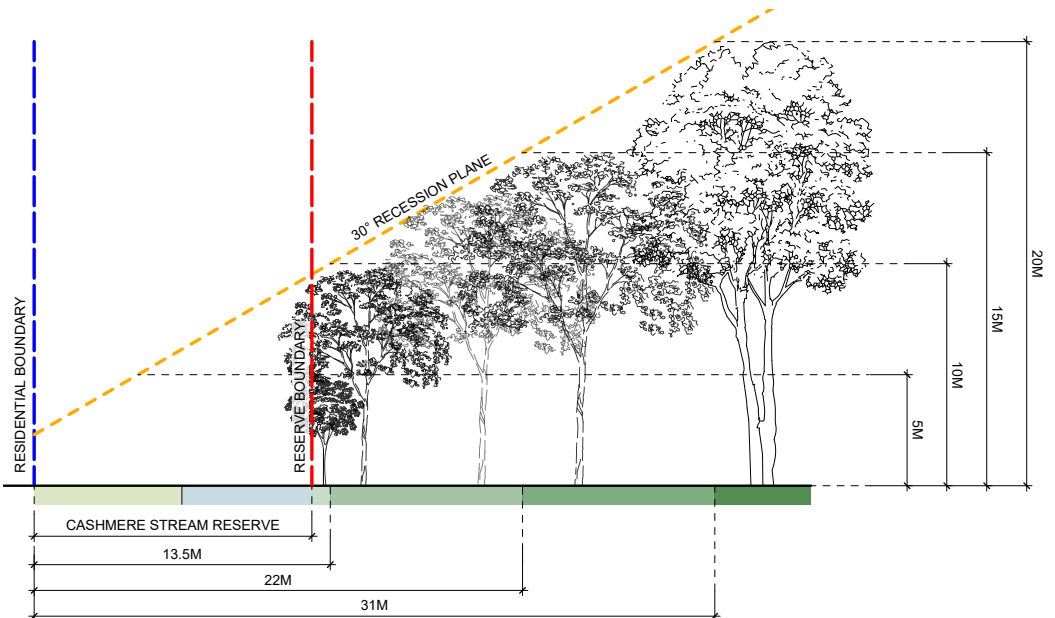 30° RECESSION PLANE
RESIDENTIAL BOUNDARY
RESERVE BOUNDARY
20M
15M
10M
5M
CASHMERE STREAM RESERVE
13.5M
22M
31M